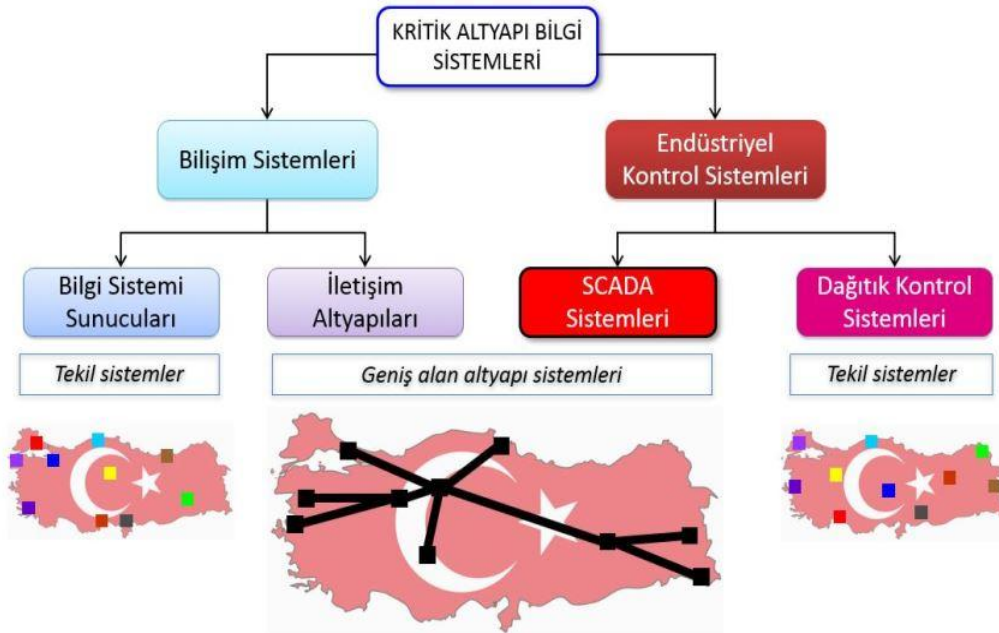 KRİTİK ALTYAPI BİLGİ
SİSTEMLERİ
Bilişim Sistemleri
Endüstriyel
Kontrol Sistemleri
Bilgi Sistemi
Sunucuları
İletişim
Altyapıları
SCADA
Sistemleri
Dağıtık Kontrol
Sistemleri
Tekil sistemler
Geniş alan altyapı sistemleri
Tekil sistemler